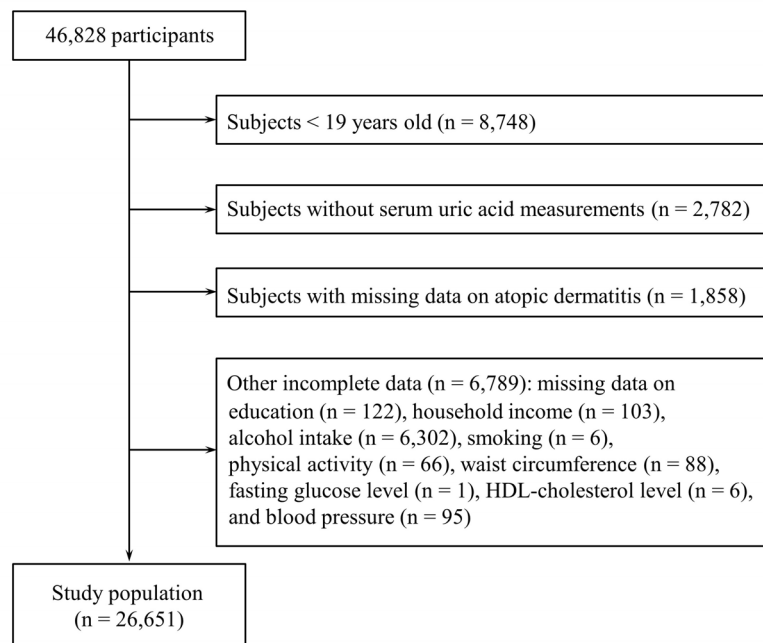 46,828 participants
Subjects < 19 years old (n = 8,748)
Subjects without serum uric acid measurements (n = 2,782)
Subjects with missing data on atopic dermatitis (n = 1,858)
Other incomplete data (n = 6,789): missing data on
education (n = 122), household income (n = 103),
alcohol intake (n = 6,302), smoking (n = 6),
physical activity (n = 66), waist circumference (n = 88),
fasting glucose level (n = 1), HDL-cholesterol level (n = 6),
and blood pressure (n = 95)
Study population
(n = 26,651)